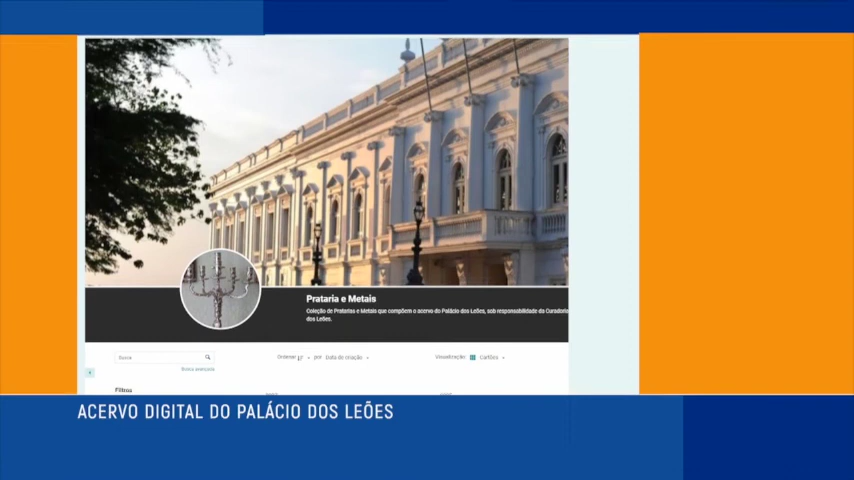 Prataria e Metais
Coleção de Pratarias e Metais que compõem o acervo do Palácio dos Leões, sob responsabilidade da Curadoria
dos Leões.
Busca
Ordenar por Data de criação
Visualização: Cartões
Busca avançada
Filtros
ACERVO DIGITAL DO PALÁCIO DOS LEÕES